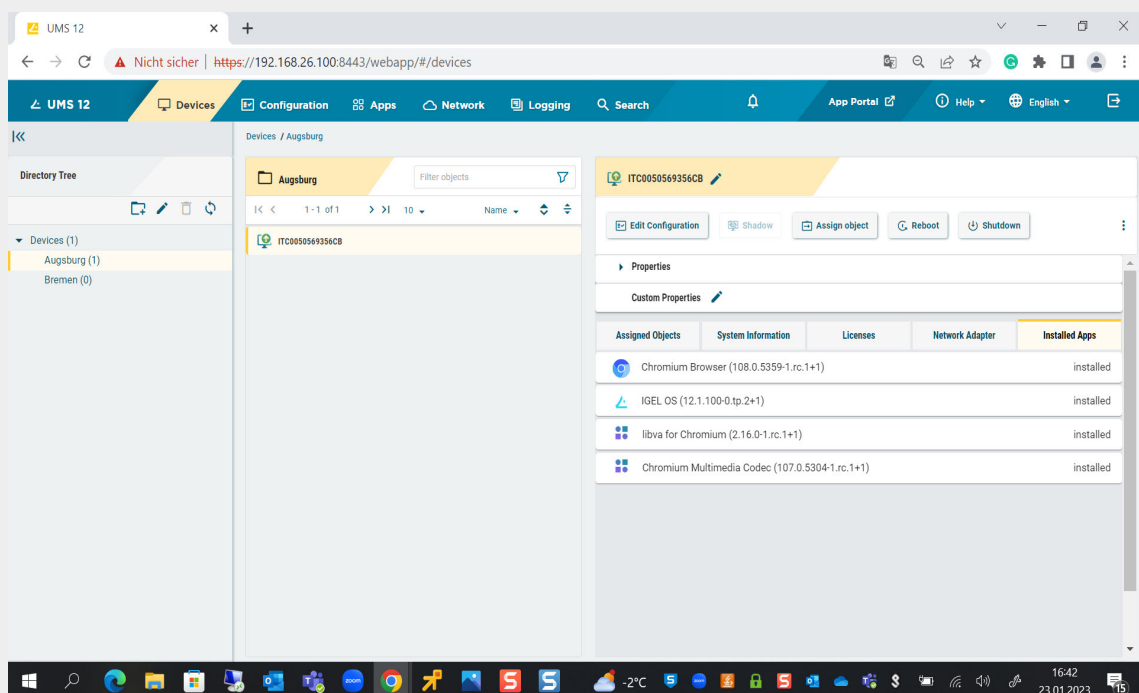 UMS 12
Nicht sicher | https://192.168.26.100:8443/webapp/#/devices
UMS 12 Devices Configuration Apps Network Logging Search App Portal Help English
Devices / Augsburg
Directory Tree
Devices (1)
Augsburg (1)
Bremen (0)
Augsburg Filter objects
1 - 1 of 1 10 Name
ITC0050569356CB
ITC0050569356CB
Edit Configuration Shadow Assign object Reboot Shutdown
Properties
Custom Properties
Assigned Objects System Information Licenses Network Adapter Installed Apps
Chromium Browser (108.0.5359-1.rc.1+1) installed
IGEL OS (12.1.100-0.tp.2+1) installed
libva for Chromium (2.16.0-1.rc.1+1) installed
Chromium Multimedia Codec (107.0.5304-1.rc.1+1) installed
zoom
-2°C
16:42
23.01.2023
15